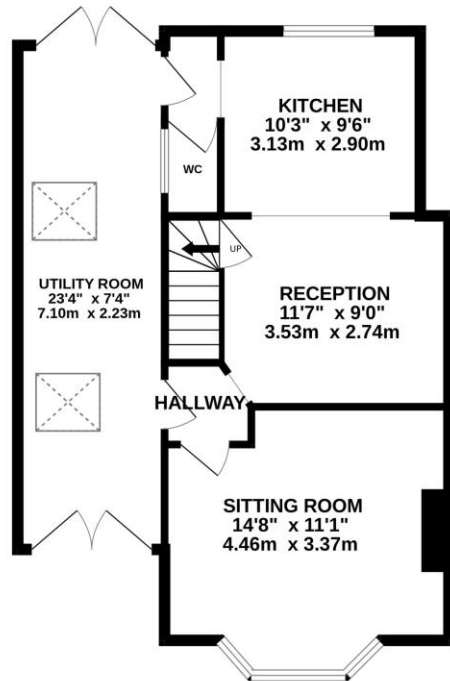 KITCHEN
10'3" x 9'6"
3.13m x 2.90m
WC
UP
UTILITY ROOM
23'4" x 7'4"
7.10m x 2.23m
RECEPTION
11'7" x 9'0"
3.53m x 2.74m
HALLWAY
SITTING ROOM
14'8" x 11'1"
4.46m x 3.37m